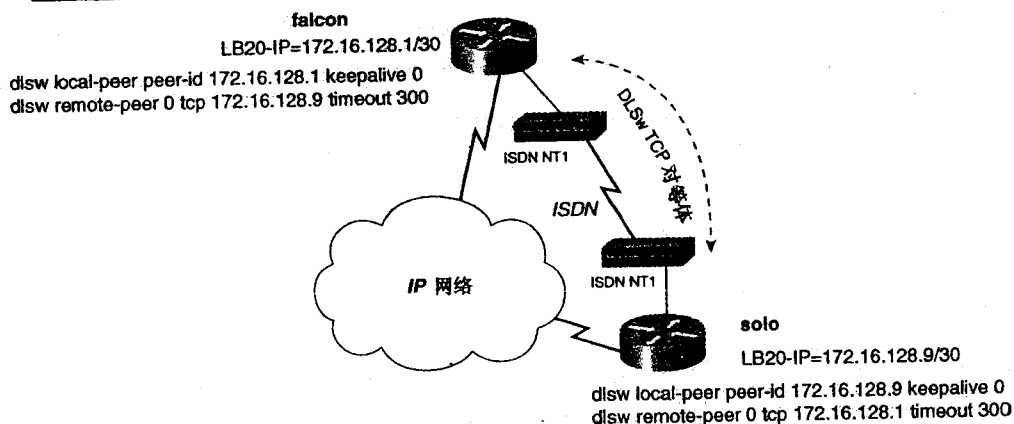 falcon
LB20-IP=172.16.128.1/30
dlsw local-peer peer-id 172.16.128.1 keepalive 0
dlsw remote-peer 0 tcp 172.16.128.9 timeout 300
ISDN NT1
DLSw TCP 对等体
ISDN
ISDN NT1
IP 网络
solo
LB20-IP=172.16.128.9/30
dlsw local-peer peer-id 172.16.128.9 keepalive 0
dlsw remote-peer 0 tcp 172.16.128.1 timeout 300